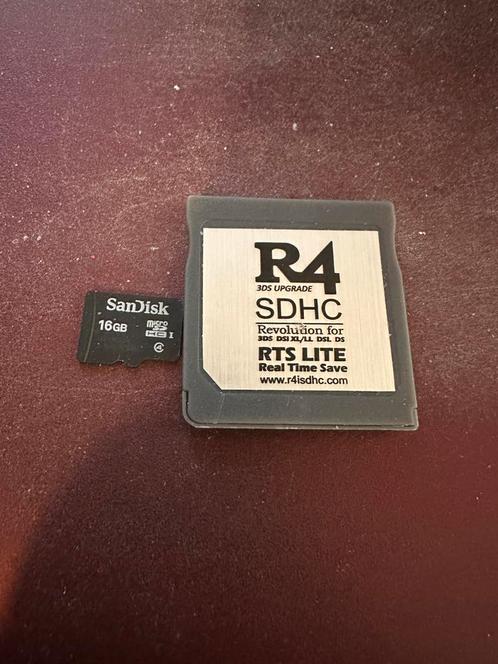 SanDisk
16GB
micro
SD
HC I
4
R4
3DS UPGRADE
SDHC
Revolution for
3DS DSI XL/LL DSL DS
RTS LITE
Real Time Save
www.r4isdhc.com